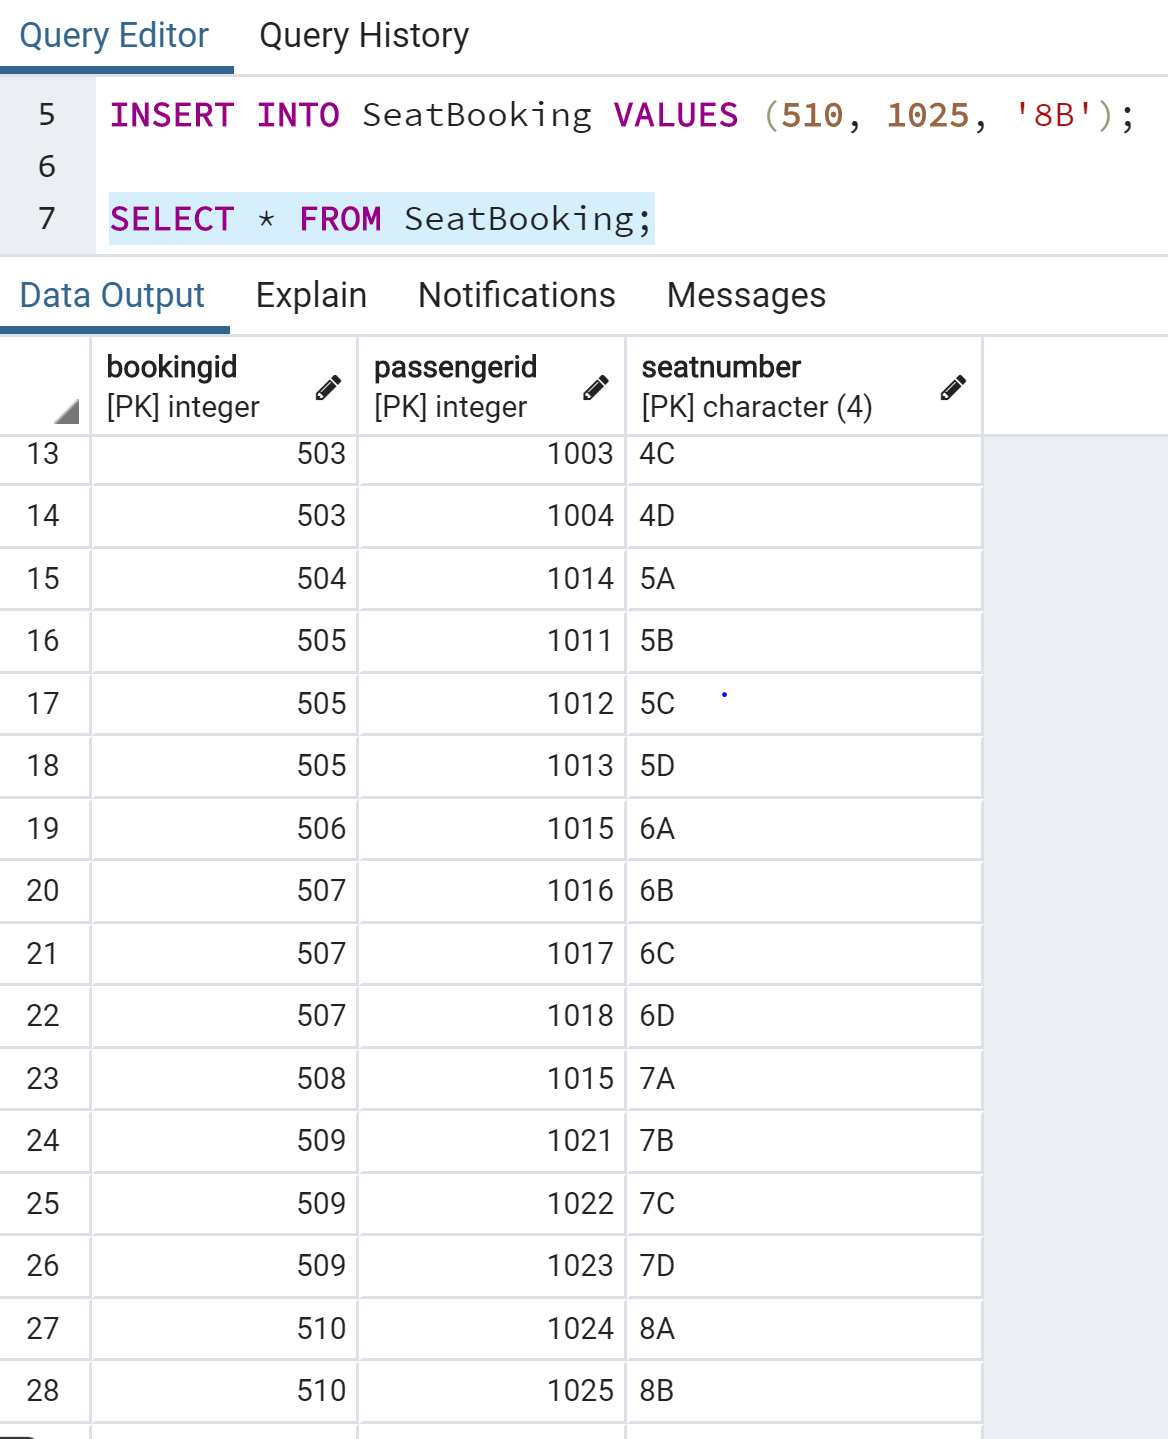 Query Editor Query History
5 INSERT INTO SeatBooking VALUES (510, 1025, '8B');
6
7 SELECT * FROM SeatBooking;
Data Output Explain Notifications Messages
bookingid passengerid seatnumber
[PK] integer [PK] integer [PK] character (4)
13 503 1003 4C
14 503 1004 4D
15 504 1014 5A
16 505 1011 5B
17 505 1012 5C
18 505 1013 5D
19 506 1015 6A
20 507 1016 6B
21 507 1017 6C
22 507 1018 6D
23 508 1015 7A
24 509 1021 7B
25 509 1022 7C
26 509 1023 7D
27 510 1024 8A
28 510 1025 8B